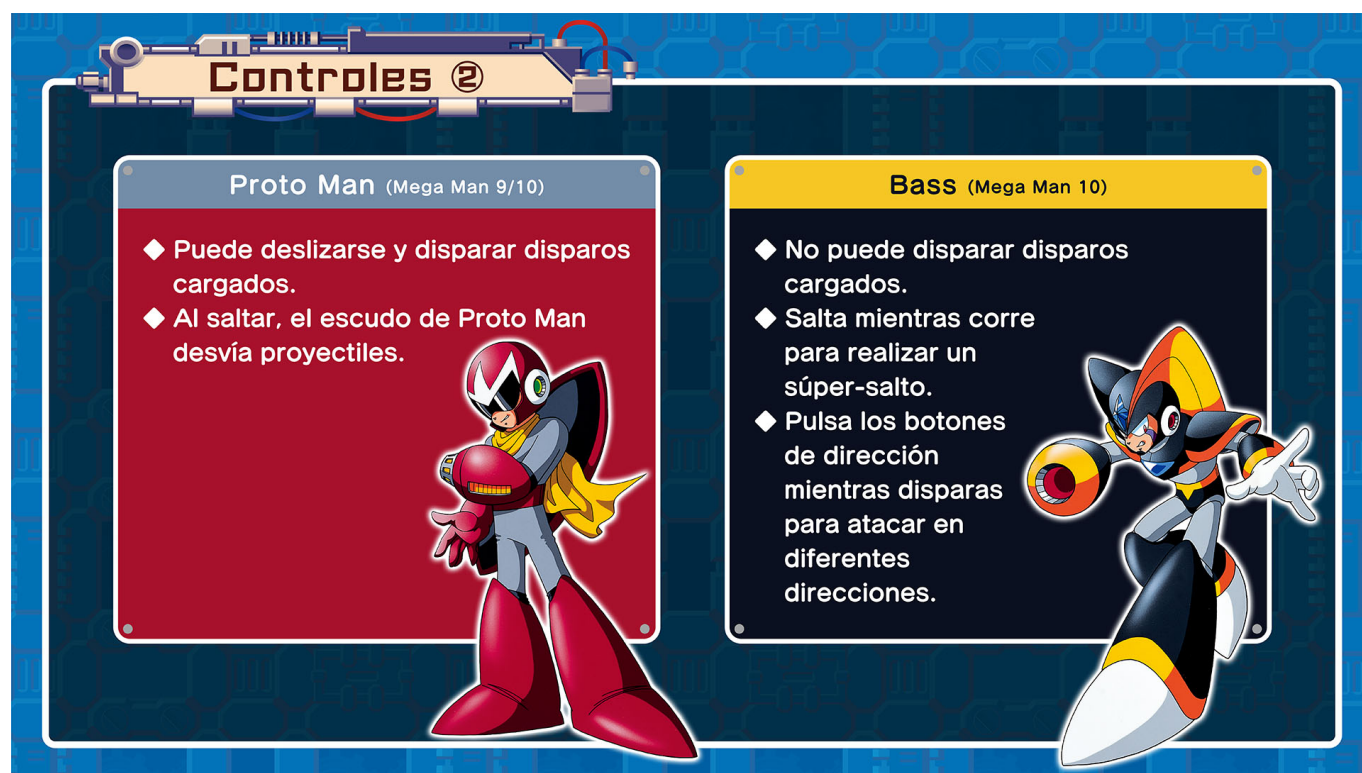 Controles ②
Proto Man (Mega Man 9/10)
◆ Puede deslizarse y disparar disparos
cargados.
◆ Al saltar, el escudo de Proto Man
desvía proyectiles.
Bass (Mega Man 10)
◆ No puede disparar disparos
cargados.
◆ Salta mientras corre
para realizar un
súper-salto.
◆ Pulsa los botones
de dirección
mientras disparas
para atacar en
diferentes
direcciones.